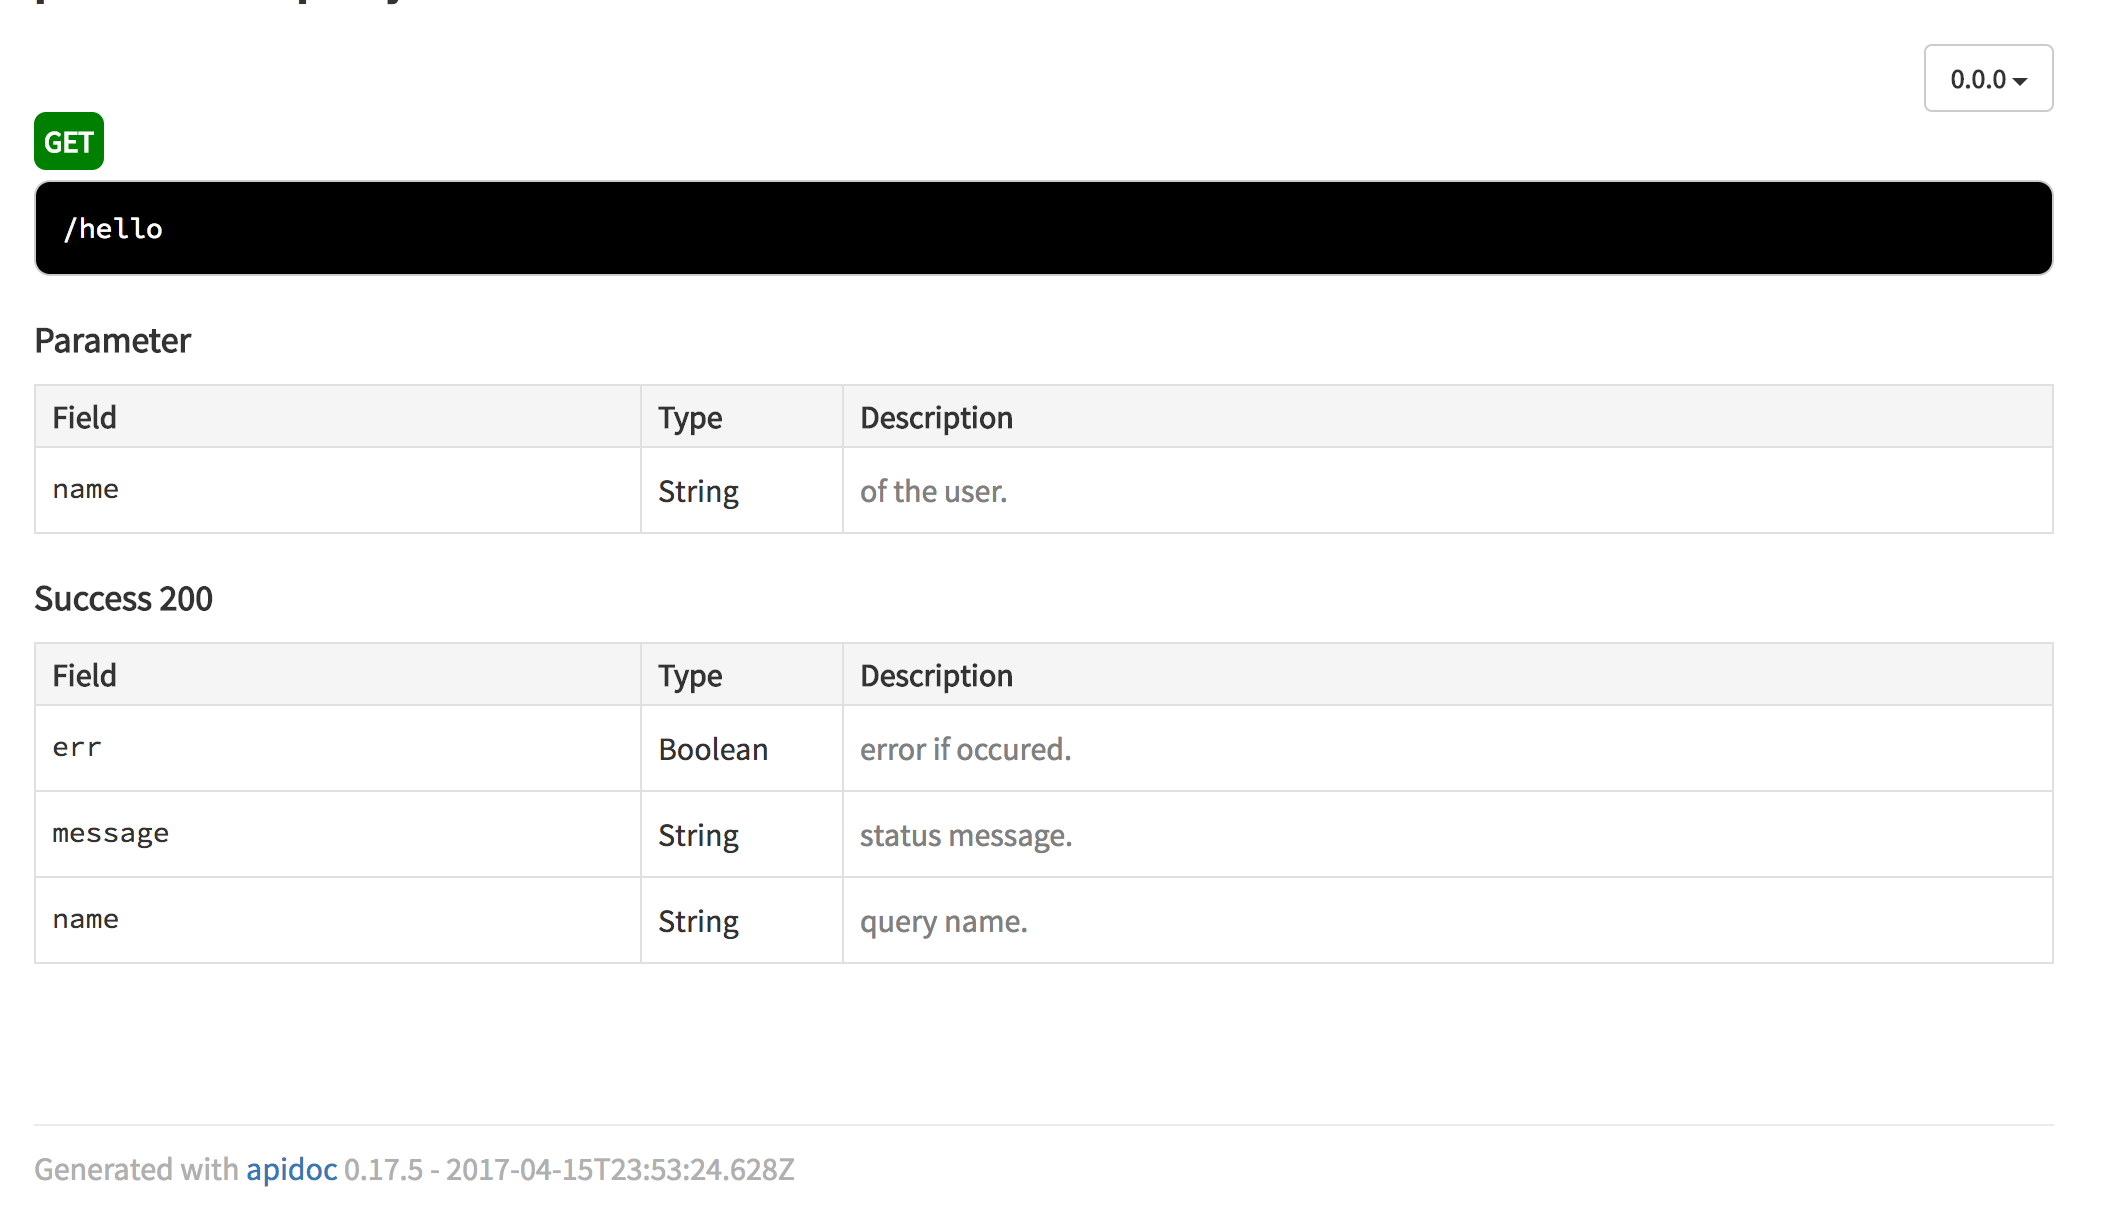 0.0.0
GET
/hello
Parameter
Field Type Description
name String of the user.
Success 200
Field Type Description
err Boolean error if occured.
message String status message.
name String query name.
Generated with apidoc 0.17.5 - 2017-04-15T23:53:24.628Z